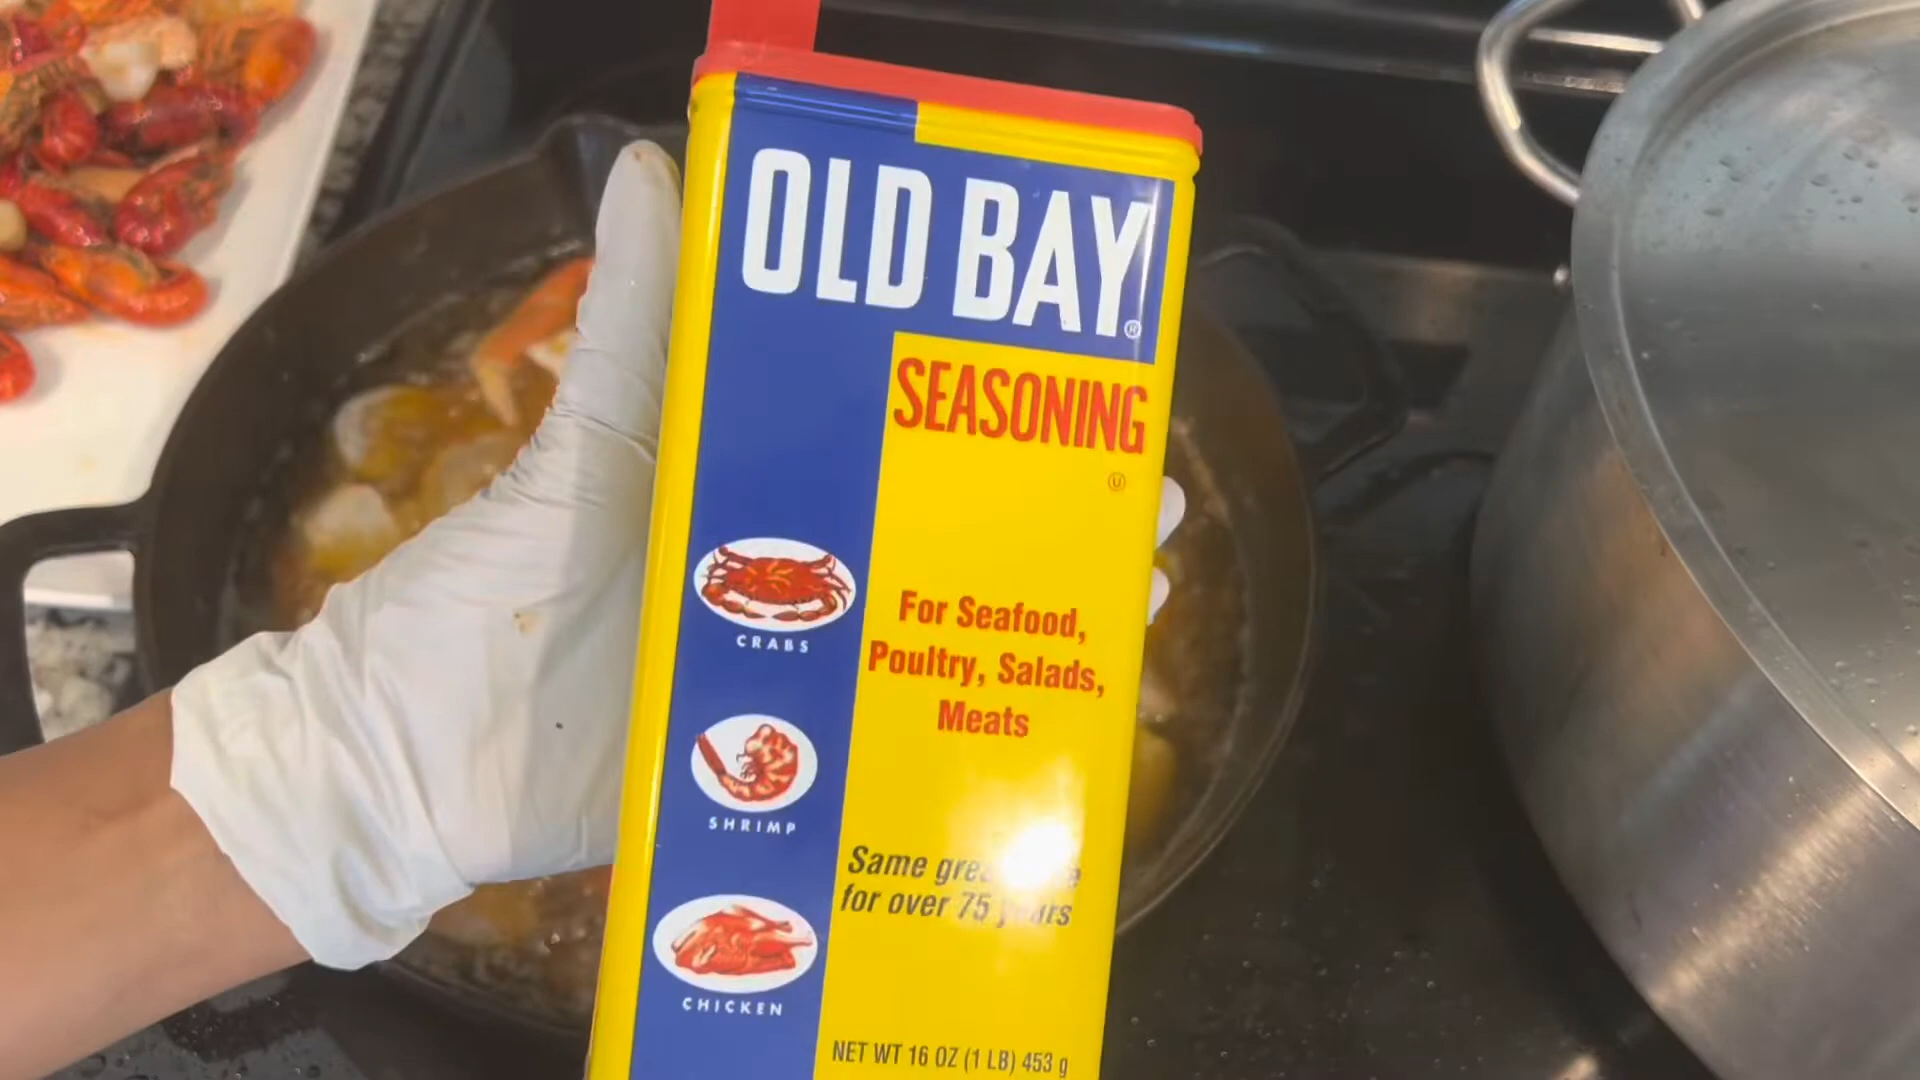 OLD BAY®
SEASONING
U
For Seafood,
Poultry, Salads,
Meats
CRABS
SHRIMP
CHICKEN
Same
for over 75
NET WT 16 OZ (1 LB) 453 g